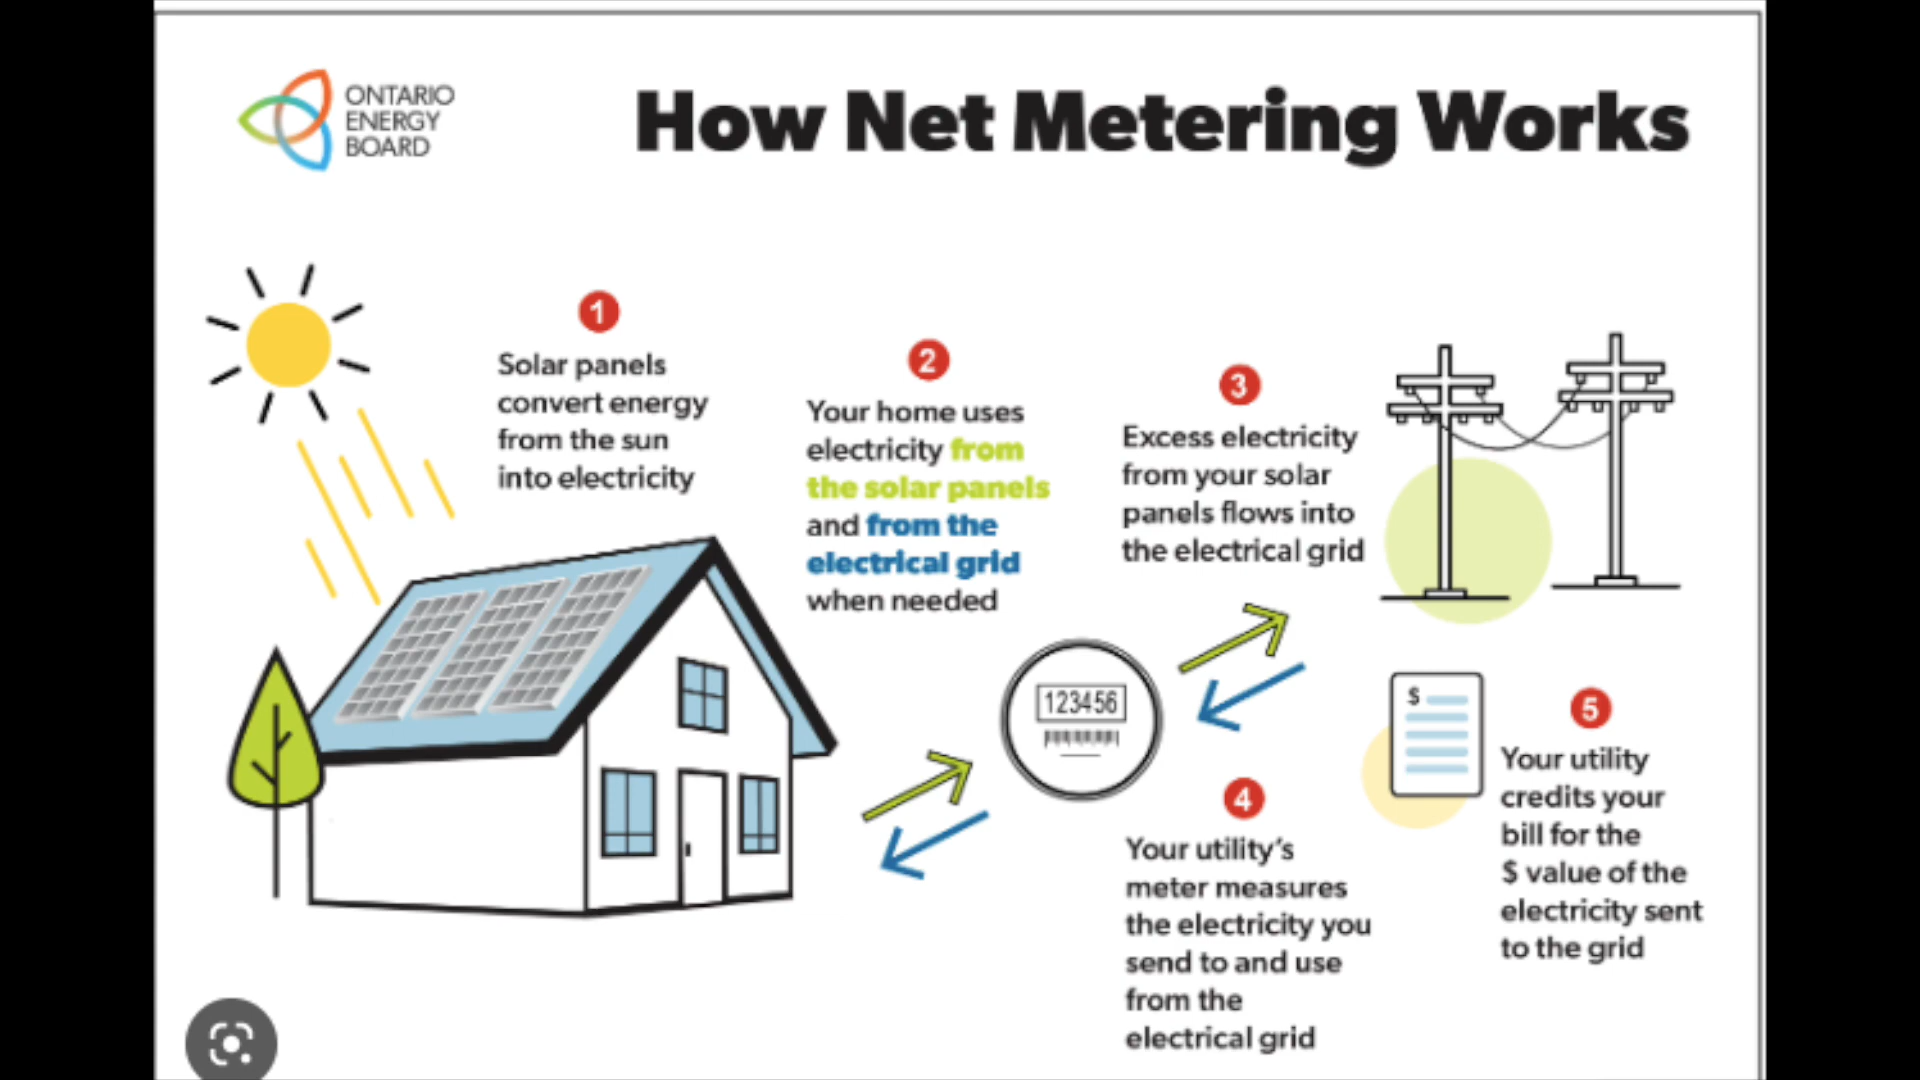 ONTARIO
ENERGY
BOARD
How Net Metering Works
1
Solar panels
convert energy
from the sun
into electricity
2
Your home uses
electricity from
the solar panels
and from the
electrical grid
when needed
3
Excess electricity
from your solar
panels flows into
the electrical grid
123456
4
Your utility's
meter measures
the electricity you
send to and use
from the
electrical grid
$
5
Your utility
credits your
bill for the
$ value of the
electricity sent
to the grid